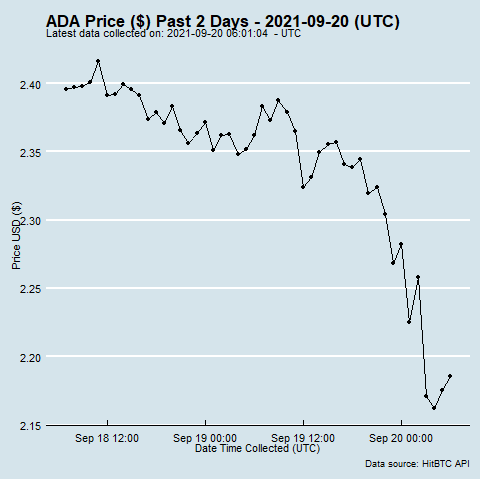 ADA Price ($) Past 2 Days - 2021-09-20 (UTC)
Latest data collected on: 2021-09-20 06:01:04 - UTC
2.40
2.35
2.30
2.25
2.20
2.15
Price USD ($)
Sep 18 12:00 Sep 19 00:00 Sep 19 12:00 Sep 20 00:00
Date Time Collected (UTC)
Data source: HitBTC API